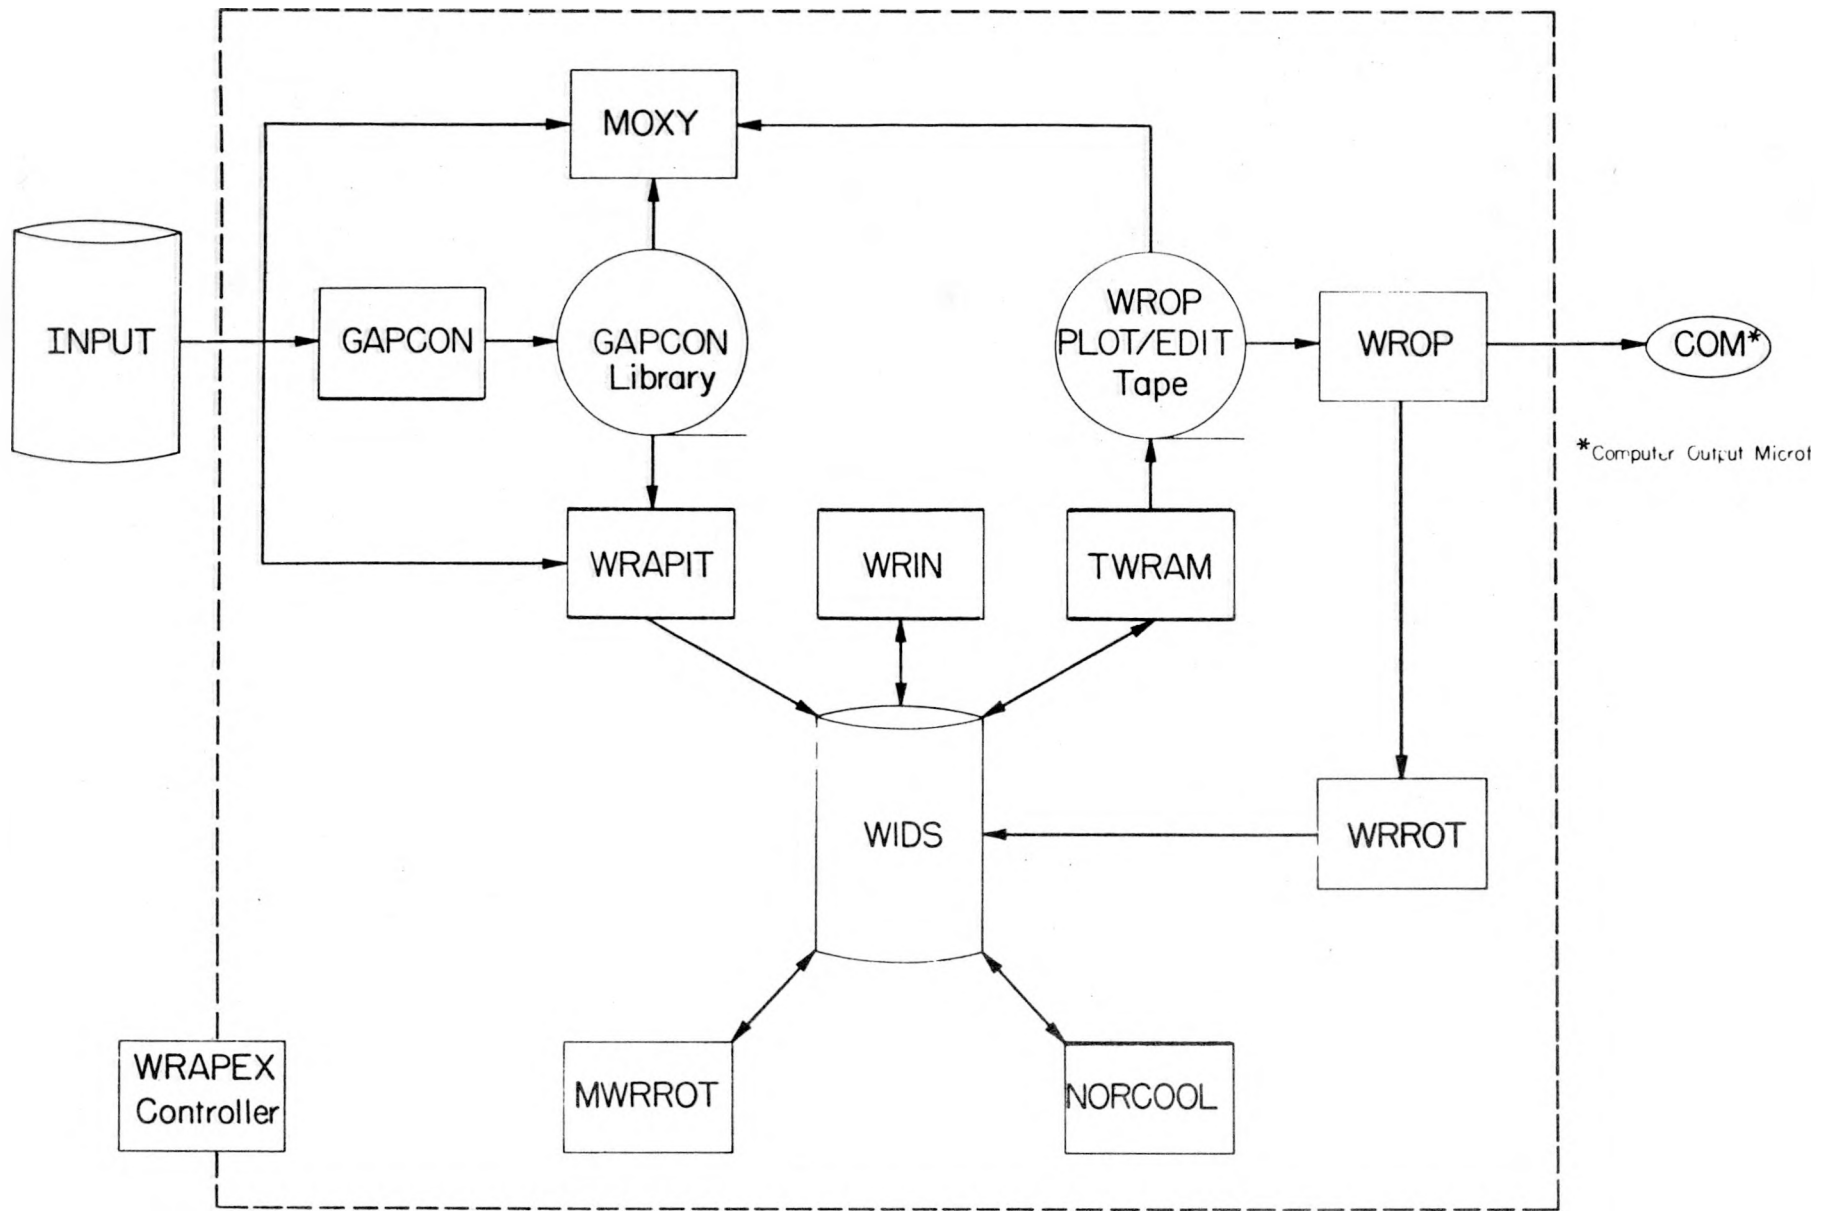 MOXY
INPUT
GAPCON
GAPCON
Library
WROP
PLOT/EDIT
Tape
WROP
COM*
*Computer Output Microf
WRAPIT
WRIN
TWRAM
WIDS
WRROT
WRAPEX
Controller
MWRROT
NORCOOL